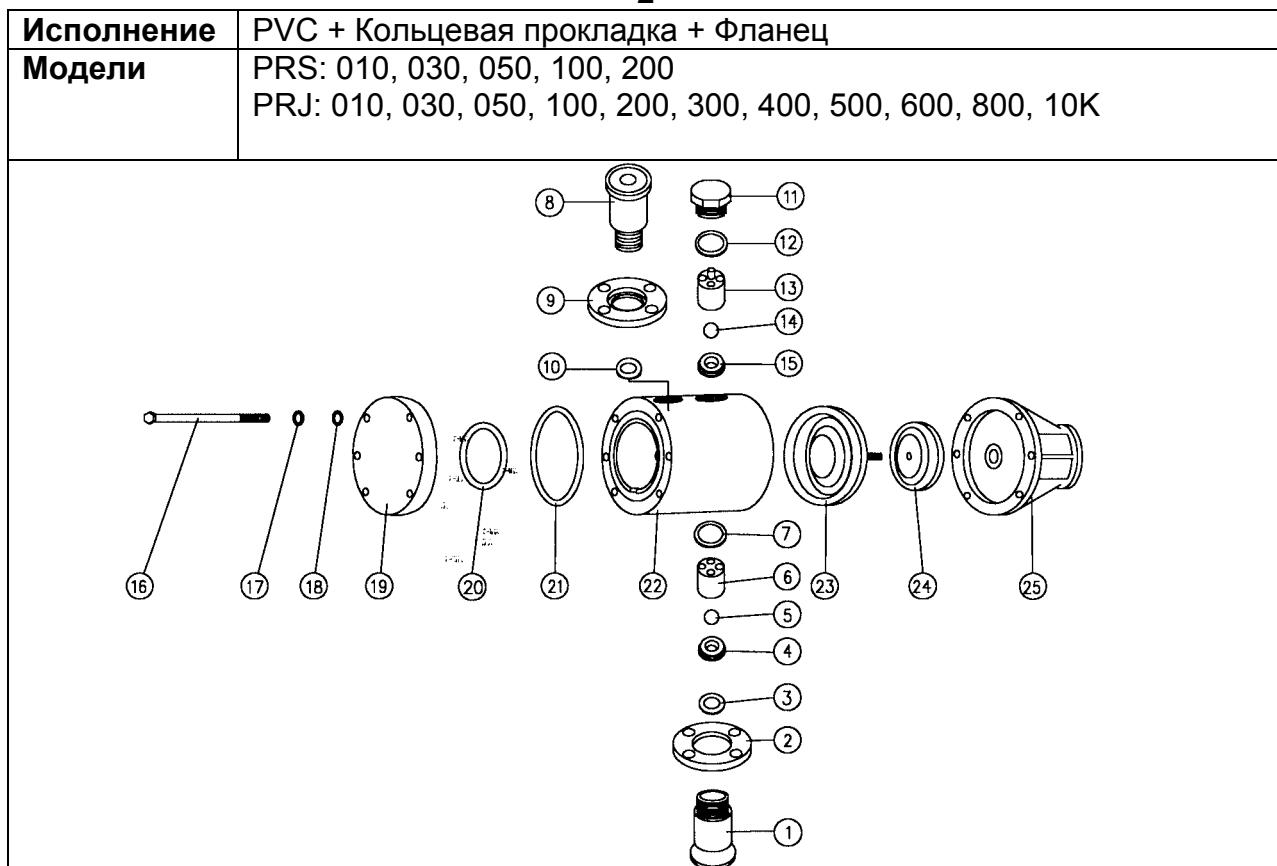 Исполнение PVC + Кольцевая прокладка + Фланец
Модели PRS: 010, 030, 050, 100, 200
PRJ: 010, 030, 050, 100, 200, 300, 400, 500, 600, 800, 10K
8 11
12
9 13
14
10 15
7
16 17 18 19 20 21 22 6 23 24 25
5
4
3
2
1